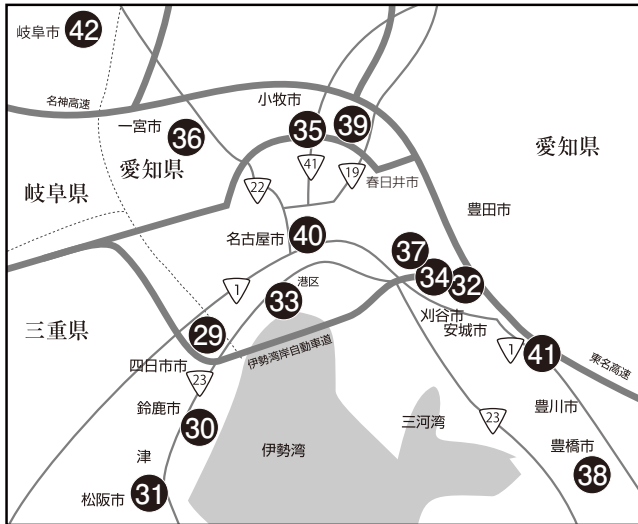 岐阜市
42
名神高速
小牧市
一宮市
36
35
39
愛知県
愛知県
41
19
岐阜県
22
春日井市
豊田市
名古屋市
40
37
34
32
1
港区
33
刈谷市
三重県
29
安城市
伊勢湾岸自動車道
1
41
四日市市
東名高速
23
鈴鹿市
30
豊川市
三河湾
23
伊勢湾
豊橋市
津
38
松阪市
31